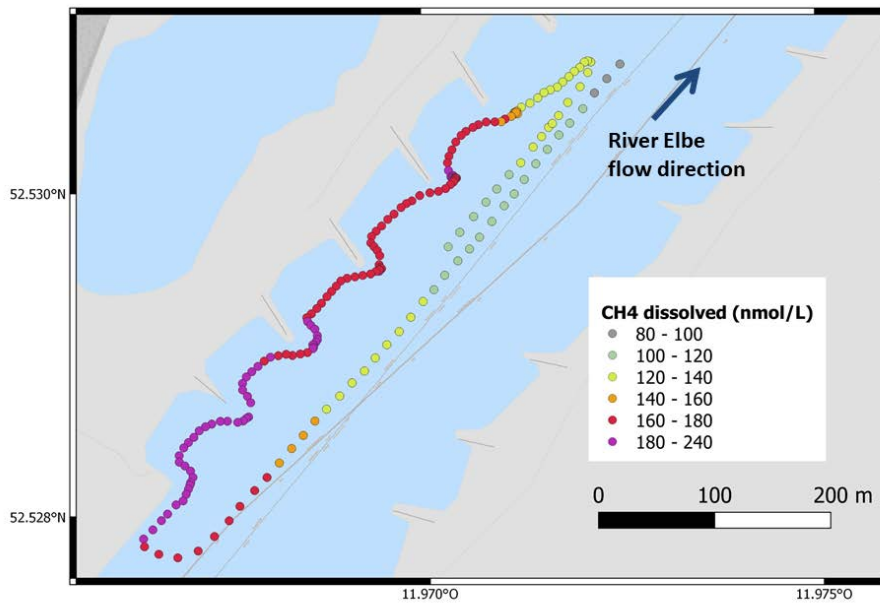 River Elbe
flow direction
52.530°N
CH4 dissolved (nmol/L)
80 - 100
100 - 120
120 - 140
140 - 160
160 - 180
180 - 240
0 100 200 m
52.528°N
11.970°O 11.975°O